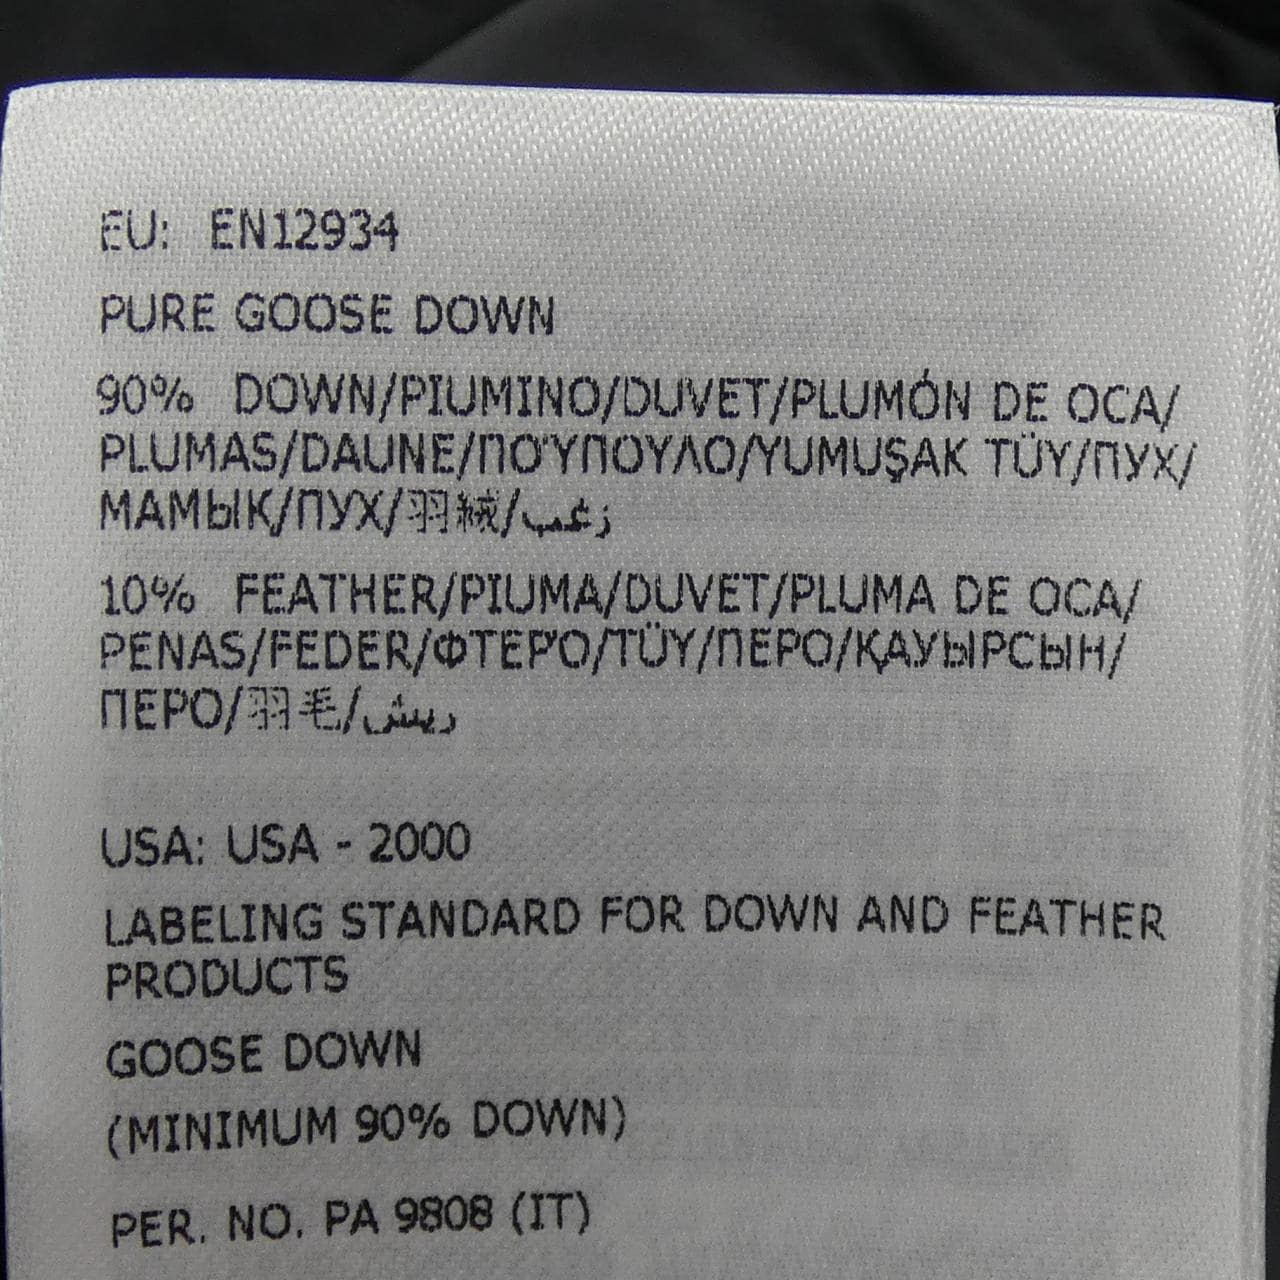 EU: EN12934
PURE GOOSE DOWN
90% DOWN/PIUMINO/DUVET/PLUMÓN DE OCA/
PLUMAS/DAUNE/ΠΟΎΠΟΥΛΟ/YUMUŞAK TÜY/ПУХ/
МАМЫҚ/ПУХ/羽絨/زغب
10% FEATHER/PIUMA/DUVET/PLUMA DE OCA/
PENAS/FEDER/ΦΤΕΡΌ/TÜY/ПЕРО/ҚАУЫРСЫН/
ПЕРО/羽毛/ريش
USA: USA - 2000
LABELING STANDARD FOR DOWN AND FEATHER
PRODUCTS
GOOSE DOWN
(MINIMUM 90% DOWN)
PER. NO. PA 9808 (IT)